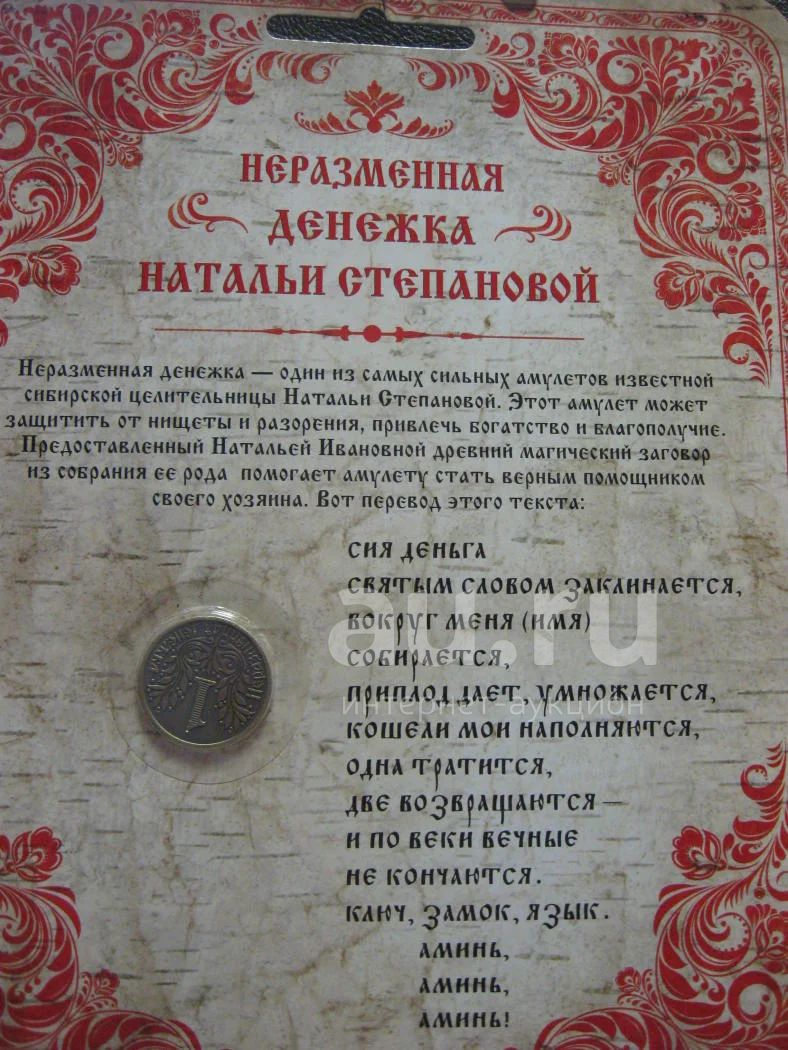 НЕРАЗМЕННАЯ
ДЕНЕЖКА
НАТАЛЬИ СТЕПАНОВОЙ
Неразменная денежка — один из самых сильных амулетов известной
сибирской целительницы Натальи Степановой. Этот амулет может
защитить от нищеты и разорения, привлечь богатство и благополучие.
Предоставленный Натальей Ивановной древний магический заговор
из собрания ее рода помогает амулету стать верным помощником
своего хозяина. Вот перевод этого текста:
СИЯ ДЕНЬГА
СВЯТЫМ СЛОВОМ ЗАКЛИНАЕТСЯ,
ВОКРУГ МЕНЯ (ИМЯ)
СОБИРАЕТСЯ,
ПРИПЛОД ДАЕТ, УМНОЖАЕТСЯ,
КОШЕЛИ МОИ НАПОЛНЯЮТСЯ,
ОДНА ТРАТИТСЯ,
ДВЕ ВОЗВРАЩАЮТСЯ —
И ПО ВЕКИ ВЕЧНЫЕ
НЕ КОНЧАЮТСЯ.
КЛЮЧ, ЗАМОК, ЯЗЫК.
АМИНЬ,
АМИНЬ,
АМИНЬ!
1
au.ru
интернет-аукцион